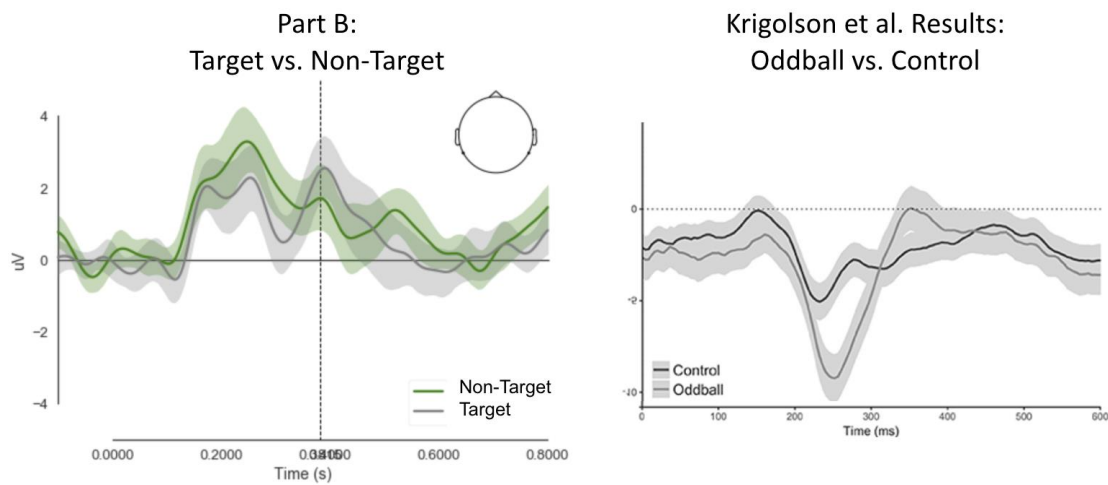 Part B:
Target vs. Non-Target
4
2
0
−2
−4
uV
Non-Target
Target
0.0000
0.2000
0.6000
0.8000
Time (s)
Krigolson et al. Results:
Oddball vs. Control
0
-2
-10
Control
Oddball
0
100
200
300
400
500
600
Time (ms)